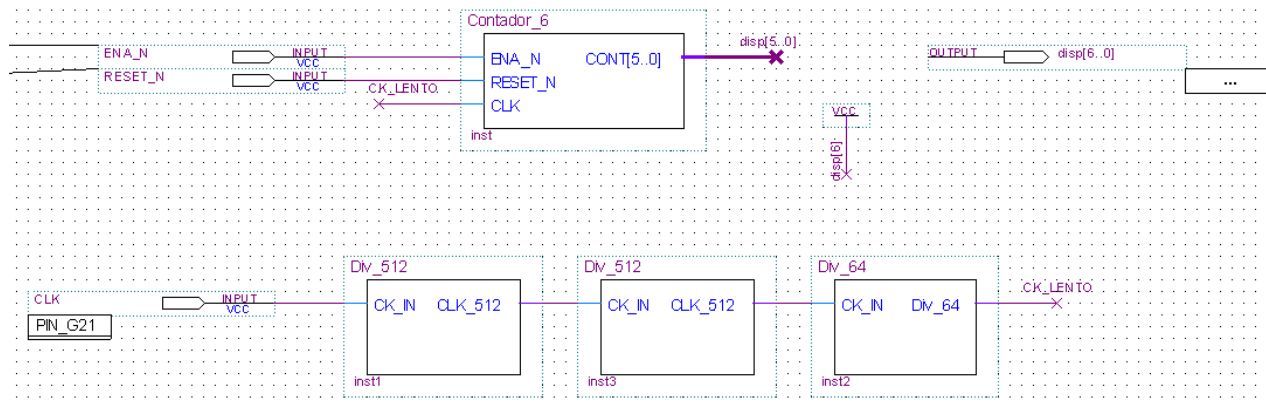 Contador_6
ENA_N INPUT VCC
RESET_N INPUT VCC
CK_LENTO
ENA_N CONT[5..0]
RESET_N
CLK
inst
disp[5..0]
OUTPUT disp[6..0]
...
VCC
disp[6]
Div_512
CK_IN CLK_512
inst1
Div_512
CK_IN CLK_512
inst3
Div_64
CK_IN Div_64
inst2
CLK INPUT VCC
PIN_G21
CK_LENTO